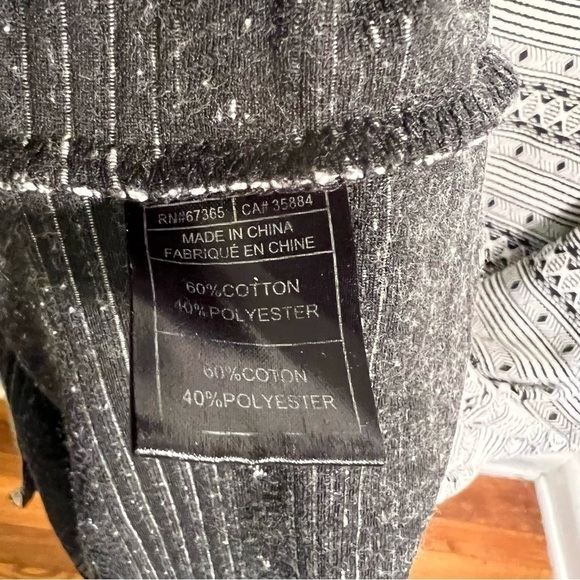 RN#67365 CA# 35884
MADE IN CHINA
FABRIQUÉ EN CHINE
60%COTTON
40%POLYESTER
60%COTON
40%POLYESTER